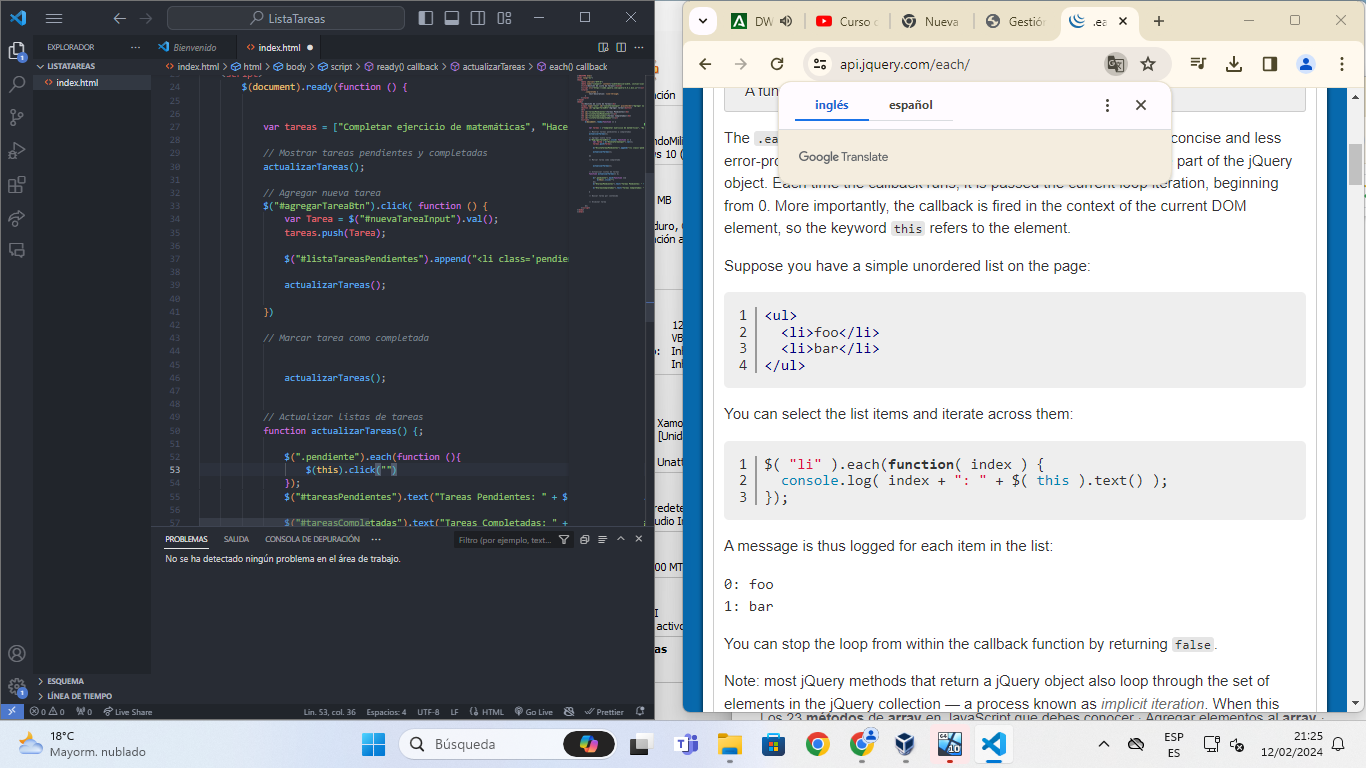 ListaTareas
EXPLORADOR
LISTATAREAS
index.html
Bienvenido
index.html
index.html > html > body > script > ready() callback > actualizarTareas > each() callback
24 $(document).ready(function () {
25
26
27 var tareas = ["Completar ejercicio de matemáticas", "Hace
28
29 // Mostrar tareas pendientes y completadas
30 actualizarTareas();
31
32 // Agregar nueva tarea
33 $("#agregarTareaBtn").click( function () {
34 var Tarea = $("#nuevaTareaInput").val();
35 tareas.push(Tarea);
36
37 $("#listaTareasPendientes").append("<li class='pendie
38
39 actualizarTareas();
40
41 })
42
43 // Marcar tarea como completada
44
45
46 actualizarTareas();
47
48
49 // Actualizar listas de tareas
50 function actualizarTareas() {;
51
52 $(".pendiente").each(function (){
53 $(this).click("")
54 });
55 $("#tareasPendientes").text("Tareas Pendientes: " + $
56
57 $("#tareasCompletadas").text("Tareas Completadas: " +
PROBLEMAS
SALIDA
CONSOLA DE DEPURACIÓN
Filtro (por ejemplo, text...
No se ha detectado ningún problema en el área de trabajo.
ESQUEMA
LÍNEA DE TIEMPO
0 0 0 Live Share
Lín. 53, col. 36 Espacios: 4 UTF-8 LF HTML Go Live Prettier
DW
Curso
Nueva
Gestió
.ea
api.jquery.com/each/
inglés
español
Google Translate
A fun
The .ea
concise and less
error-pro
part of the jQuery
object. Each time the callback runs, it is passed the current loop iteration, beginning
from 0. More importantly, the callback is fired in the context of the current DOM
element, so the keyword this refers to the element.
Suppose you have a simple unordered list on the page:
1 <ul>
2 <li>foo</li>
3 <li>bar</li>
4 </ul>
You can select the list items and iterate across them:
1 $( "li" ).each(function( index ) {
2 console.log( index + ": " + $( this ).text() );
3 });
A message is thus logged for each item in the list:
0: foo
1: bar
You can stop the loop from within the callback function by returning false.
Note: most jQuery methods that return a jQuery object also loop through the set of
elements in the jQuery collection — a process known as implicit iteration. When this
Los 23 métodos de array en JavaScript que debes conocer · Agregar elementos al array ·
18°C
Mayorm. nublado
Búsqueda
ESP
ES
21:25
12/02/2024